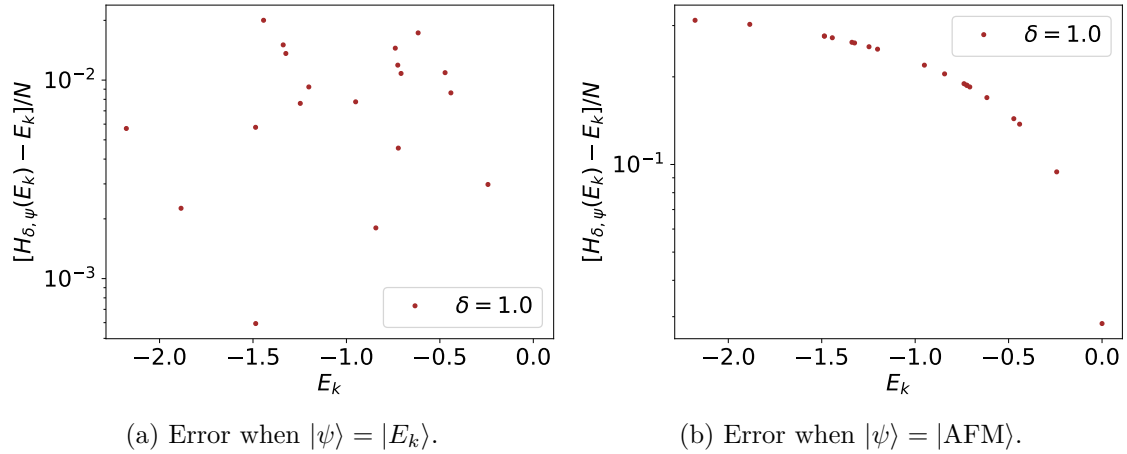 10⁻²
10⁻³
[H_{δ,ψ}(E_k) − E_k]/N
δ = 1.0
−2.0 −1.5 −1.0 −0.5 0.0
E_k
(a) Error when |ψ⟩ = |E_k⟩.
10⁻¹
[H_{δ,ψ}(E_k) − E_k]/N
δ = 1.0
−2.0 −1.5 −1.0 −0.5 0.0
E_k
(b) Error when |ψ⟩ = |AFM⟩.